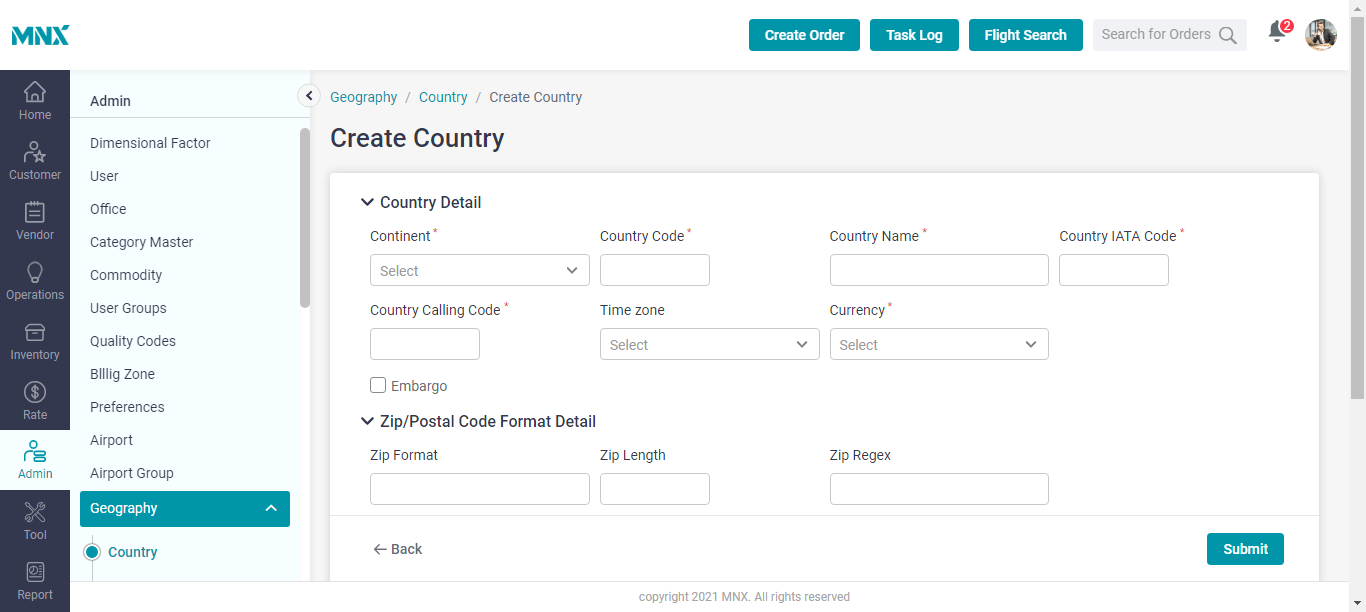 MNX
Create Order
Task Log
Flight Search
Search for Orders
2
Home
Customer
Vendor
Operations
Inventory
Rate
Admin
Tool
Report
Admin
Dimensional Factor
User
Office
Category Master
Commodity
User Groups
Quality Codes
Blllig Zone
Preferences
Airport
Airport Group
Geography
Country
Geography / Country / Create Country
Create Country
Country Detail
Continent * Country Code * Country Name * Country IATA Code *
Select
Country Calling Code * Time zone Currency *
Select Select
Embargo
Zip/Postal Code Format Detail
Zip Format Zip Length Zip Regex
Back Submit
copyright 2021 MNX. All rights reserved